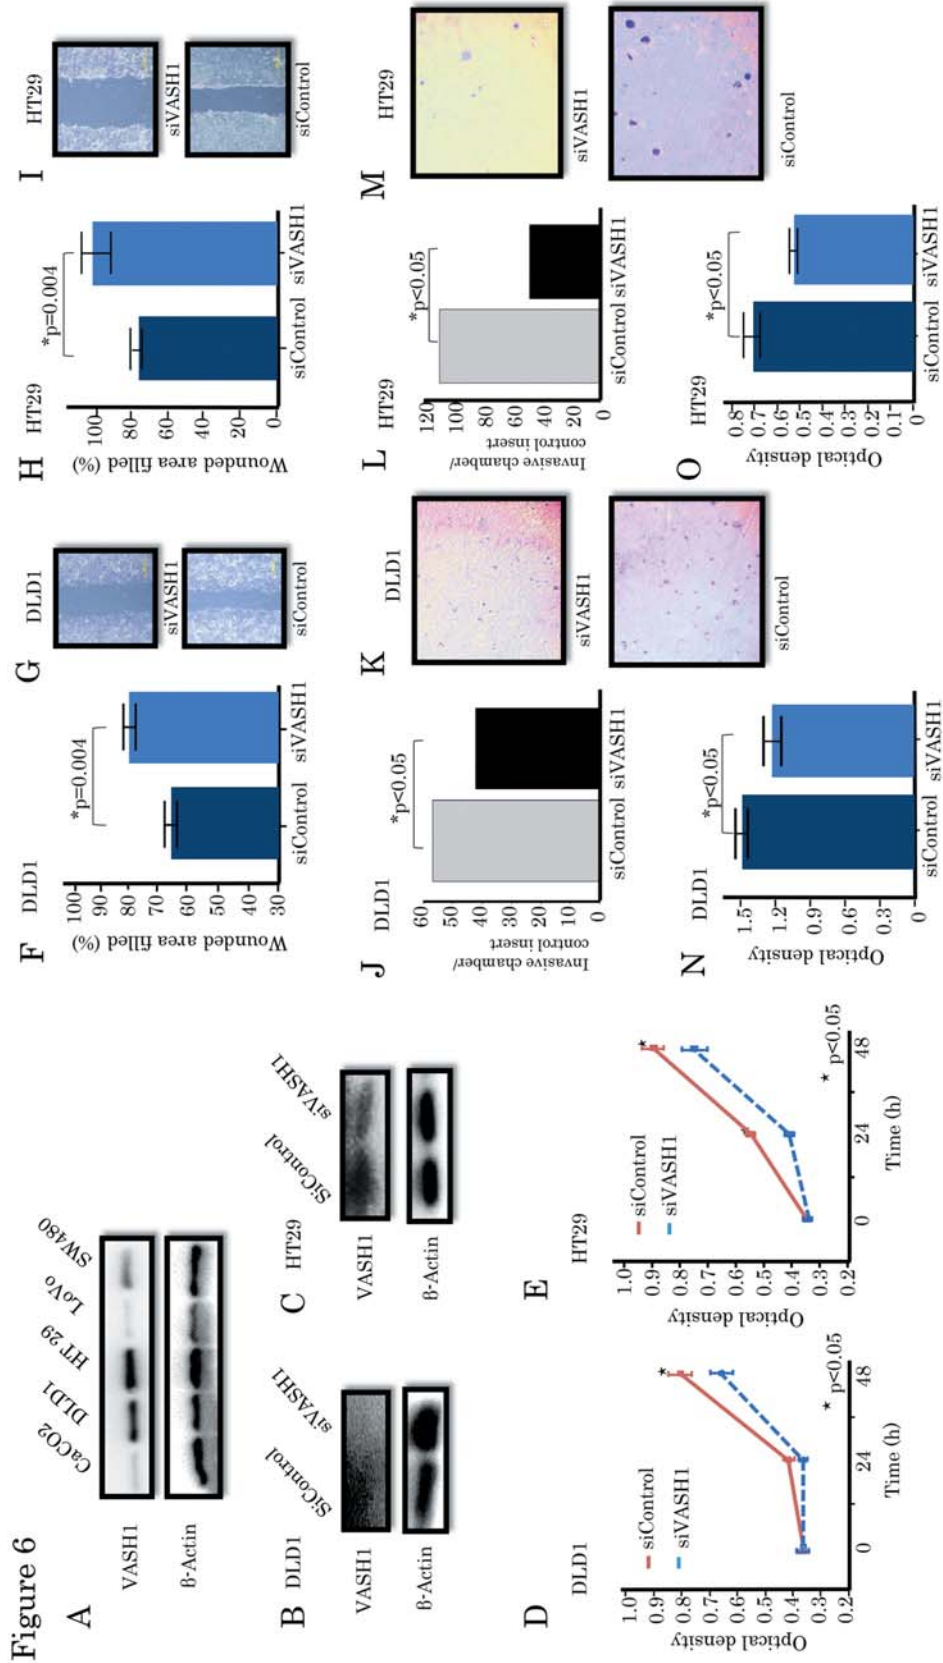 Figure 6
A
CaCO2 DLD1 HT 29 LoVo SW480
VASH1
β-Actin
B DLD1
SiControl siVASH1
VASH1
β-Actin
C HT29
SiControl siVASH1
VASH1
β-Actin
D DLD1
Optical density
1.0
0.9
0.8
0.7
0.6
0.5
0.4
0.3
0.2
siControl
siVASH1
*
0 24 48
Time (h)
* p<0.05
E HT29
Optical density
1.0
0.9
0.8
0.7
0.6
0.5
0.4
0.3
0.2
siControl
siVASH1
*
0 24 48
Time (h)
* p<0.05
F DLD1
Wounded area filled (%)
100
90
80
70
60
50
40
30
*p=0.004
siControl siVASH1
G DLD1
siVASH1
siControl
H HT29
Wounded area filled (%)
100
80
60
40
20
0
*p=0.004
siControl siVASH1
I HT29
siVASH1
siControl
J DLD1
Invasive chamber/
control insert
60
50
40
30
20
10
0
*p<0.05
siControl siVASH1
K DLD1
siVASH1
siControl
L HT29
Invasive chamber/
control insert
120
100
80
60
40
20
0
*p<0.05
siControl siVASH1
M HT29
siVASH1
siControl
N DLD1
Optical density
1.5
1.2
0.9
0.6
0.3
0
*p<0.05
siControl siVASH1
O HT29
Optical density
0.8
0.7
0.6
0.5
0.4
0.3
0.2
0.1
0
*p<0.05
siControl siVASH1